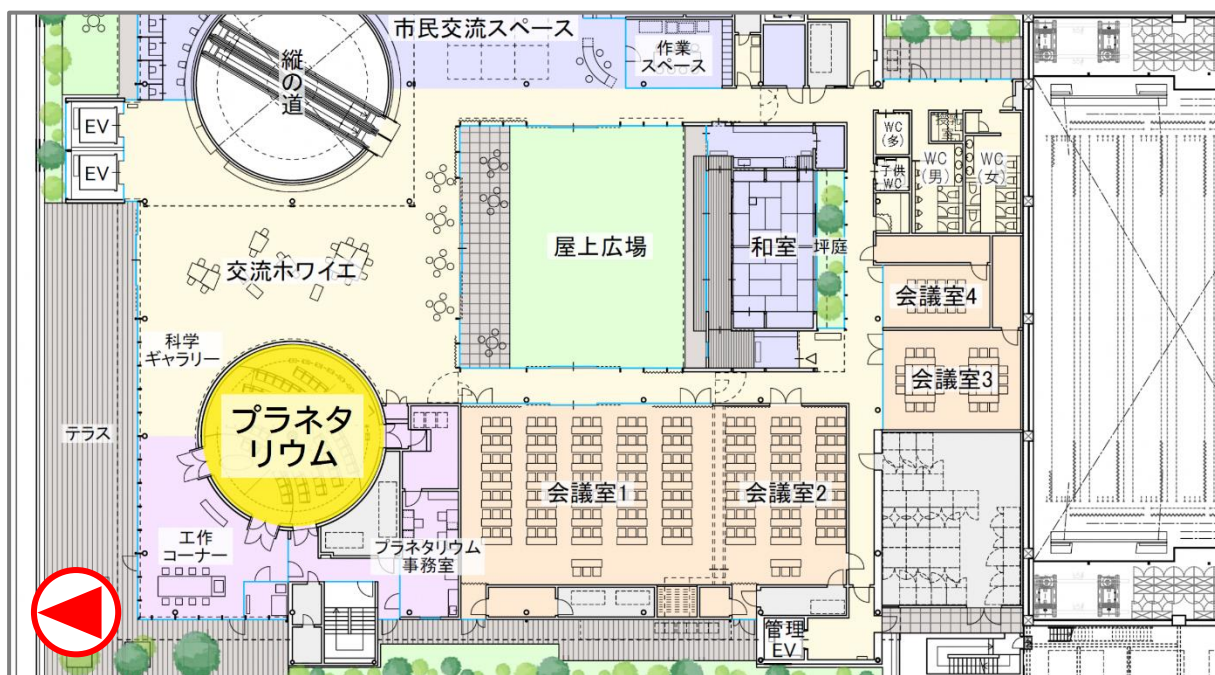 市民交流スペース
作業
スペース
EV
縦の道
EV
EV
WC
(多)
授乳
室
子供
WC
WC
(男)
WC
(女)
屋上広場
和室
坪庭
交流ホワイエ
会議室4
科学
ギャラリー
会議室3
プラネタ
リウム
テラス
会議室1
会議室2
工作
コーナー
プラネタリウム
事務室
管理
EV